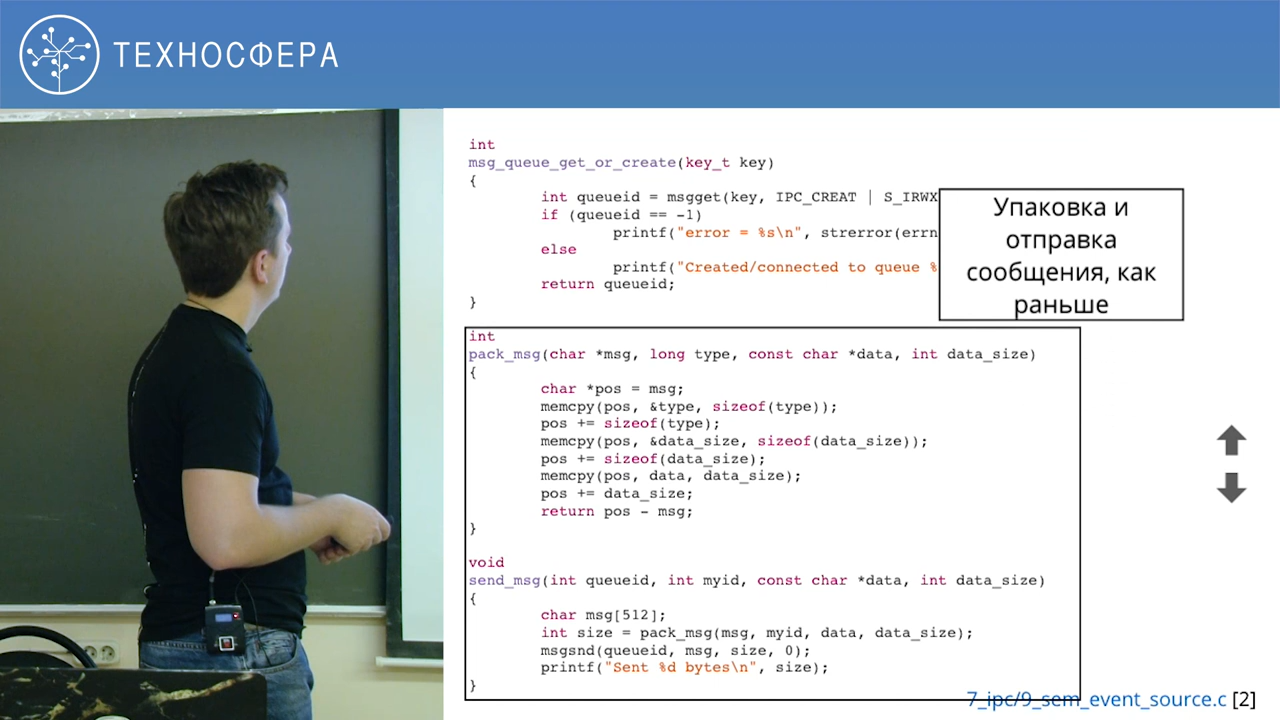 ТЕХНОСФЕРА
int
msg_queue_get_or_create(key_t key)
{
int queueid = msgget(key, IPC_CREAT | S_IRWX
if (queueid == -1)
printf("error = %s\n", strerror(errn
else
printf("Created/connected to queue %
return queueid;
}
Упаковка и
отправка
сообщения, как
раньше
int
pack_msg(char *msg, long type, const char *data, int data_size)
{
char *pos = msg;
memcpy(pos, &type, sizeof(type));
pos += sizeof(type);
memcpy(pos, &data_size, sizeof(data_size));
pos += sizeof(data_size);
memcpy(pos, data, data_size);
pos += data_size;
return pos - msg;
}
void
send_msg(int queueid, int myid, const char *data, int data_size)
{
char msg[512];
int size = pack_msg(msg, myid, data, data_size);
msgsnd(queueid, msg, size, 0);
printf("Sent %d bytes\n", size);
}
7_ipc/9_sem_event_source.c [2]